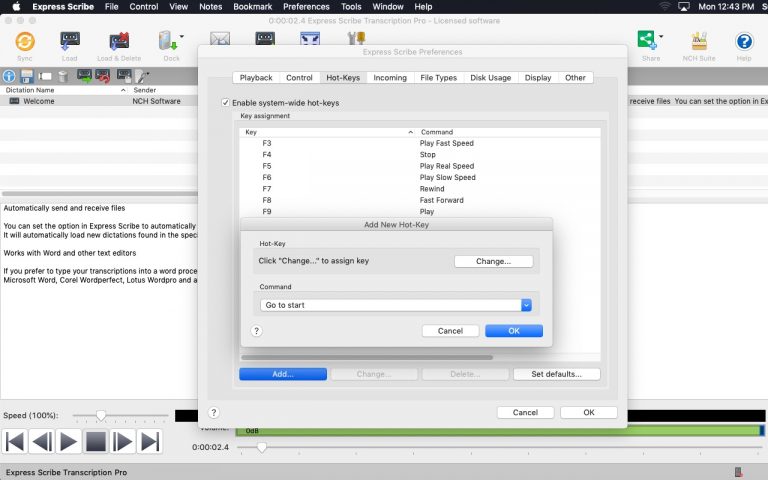 Express Scribe File Control View Notes Bookmark Preferences Tools Window Help Mon 12:43 PM
0:00:02.4 Express Scribe Transcription Pro - Licensed software
Sync Load Load & Delete Dock Share NCH Suite Help
Express Scribe Preferences
Playback Control Hot-Keys Incoming File Types Disk Usage Display Other
Dictation Name Sender
Welcome NCH Software
receive files You can set the option in Ex
Enable system-wide hot-keys
Key assignment
Key Command
F3 Play Fast Speed
F4 Stop
F5 Play Real Speed
F6 Play Slow Speed
F7 Rewind
F8 Fast Forward
F9 Play
Add New Hot-Key
Hot-Key
Click "Change..." to assign key Change...
Command
Go to start
? Cancel OK
Add... Change... Delete... Set defaults...
? Cancel OK
Automatically send and receive files
You can set the option in Express Scribe to automatically
It will automatically load new dictations found in the speci
Works with Word and other text editors
If you prefer to type your transcriptions into a word proce
Microsoft Word, Corel Wordperfect, Lotus Wordpro and a
Speed (100%):
Volume: 0dB
0:00:02.4
Express Scribe Transcription Pro